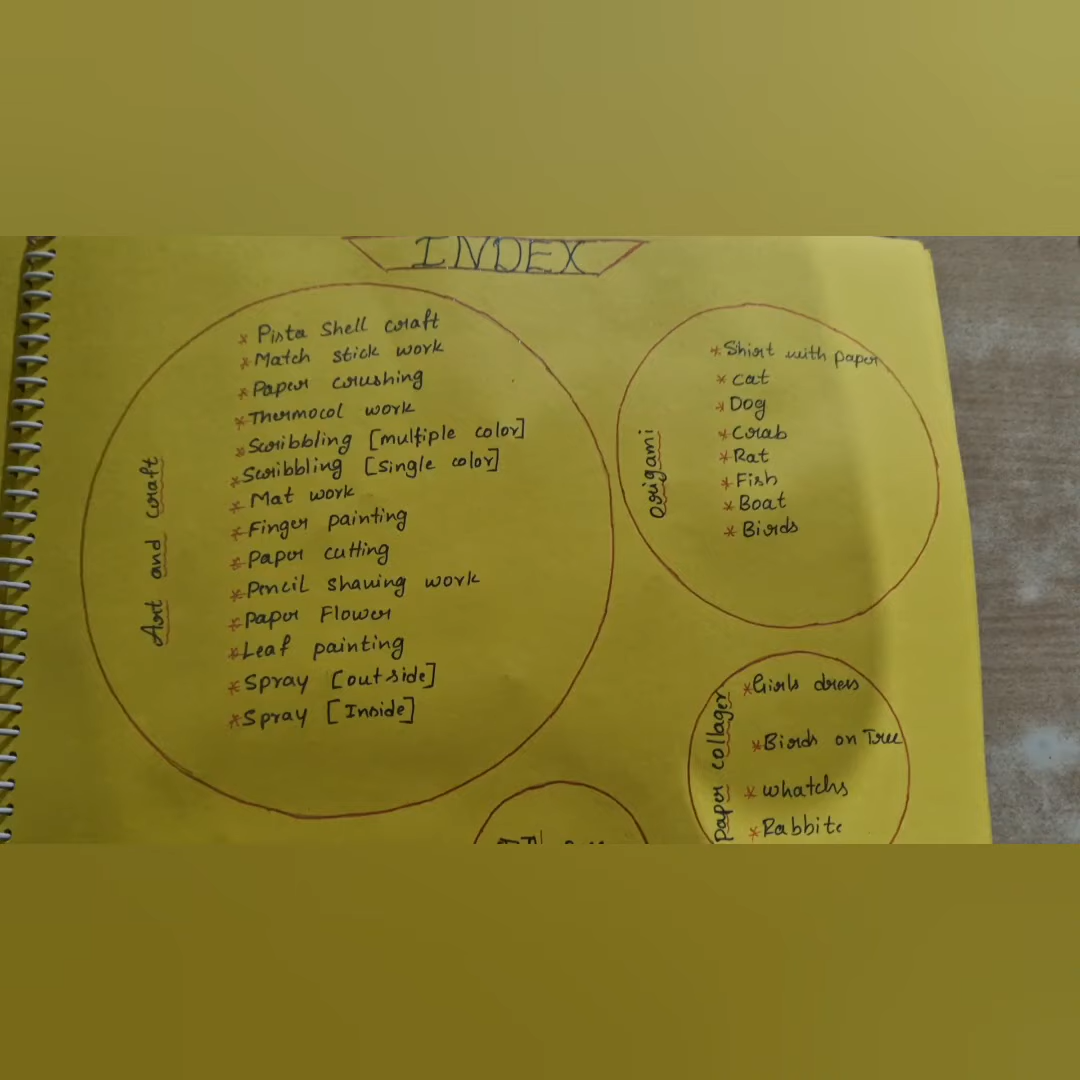 INDEX
Art and craft
* Pista Shell craft
* Match stick work
* Paper crushing
* Thermocol work
* Scribbling [multiple color]
* Scribbling [single color]
* Mat work
* Finger painting
* Paper cutting
* Pencil shaving work
* Paper Flower
* Leaf painting
* Spray [out side]
* Spray [Inside]
origami
* Shirt with paper
* cat
* Dog
* Crab
* Rat
* Fish
* Boat
* Birds
paper collager
* Girls dress
* Birds on Tree
* whatchs
* Rabbite